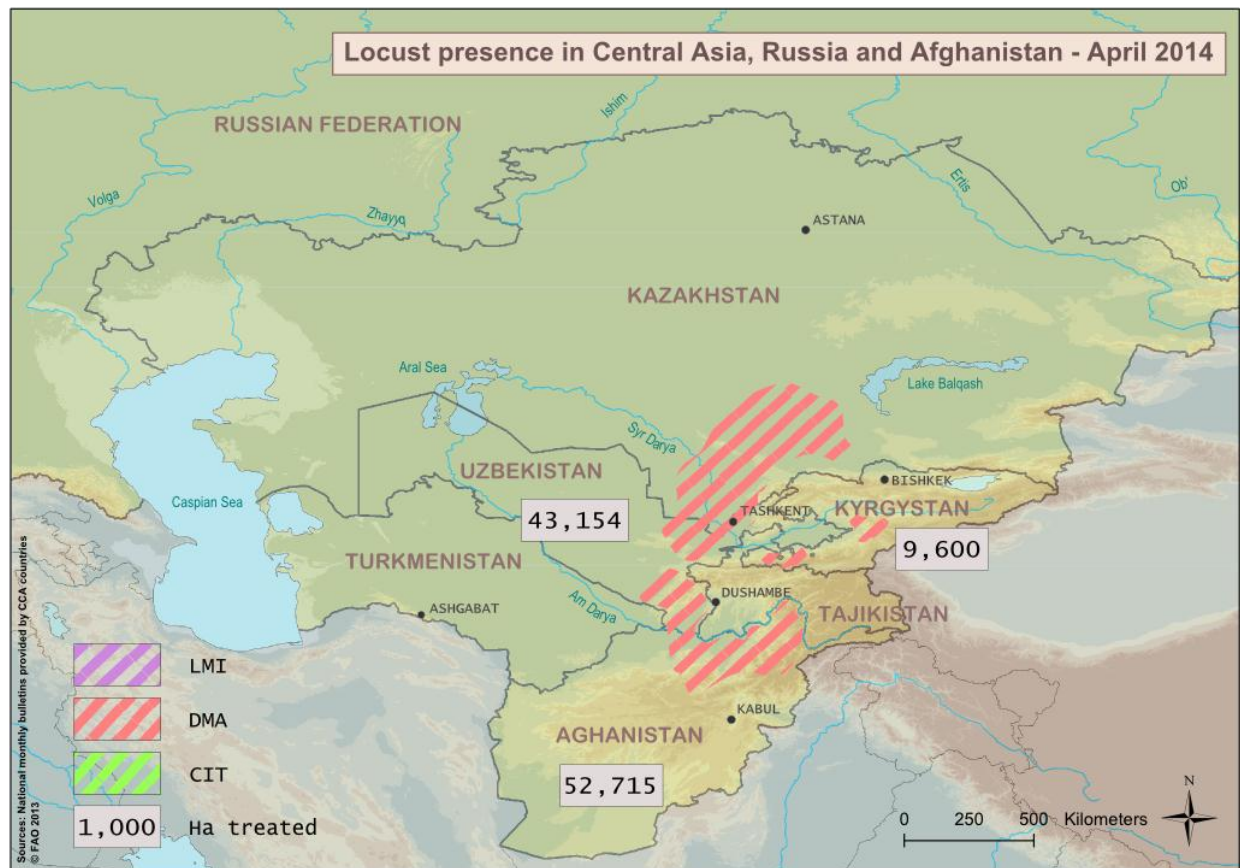 Locust presence in Central Asia, Russia and Afghanistan - April 2014
RUSSIAN FEDERATION
Ishim
Volga
Zhayyq
Ertis
Ob'
ASTANA
KAZAKHSTAN
Aral Sea
Lake Balqash
Syr Darya
UZBEKISTAN
BISHKEK
Caspian Sea
43,154
TASHKENT
KYRGYSTAN
9,600
TURKMENISTAN
DUSHAMBE
Am Darya
ASHGABAT
TAJIKISTAN
KABUL
AGHANISTAN
52,715
LMI
DMA
CIT
1,000 Ha treated
N
0 250 500 Kilometers
Sources: National monthly bulletins provided by CCA countries
© FAO 2013